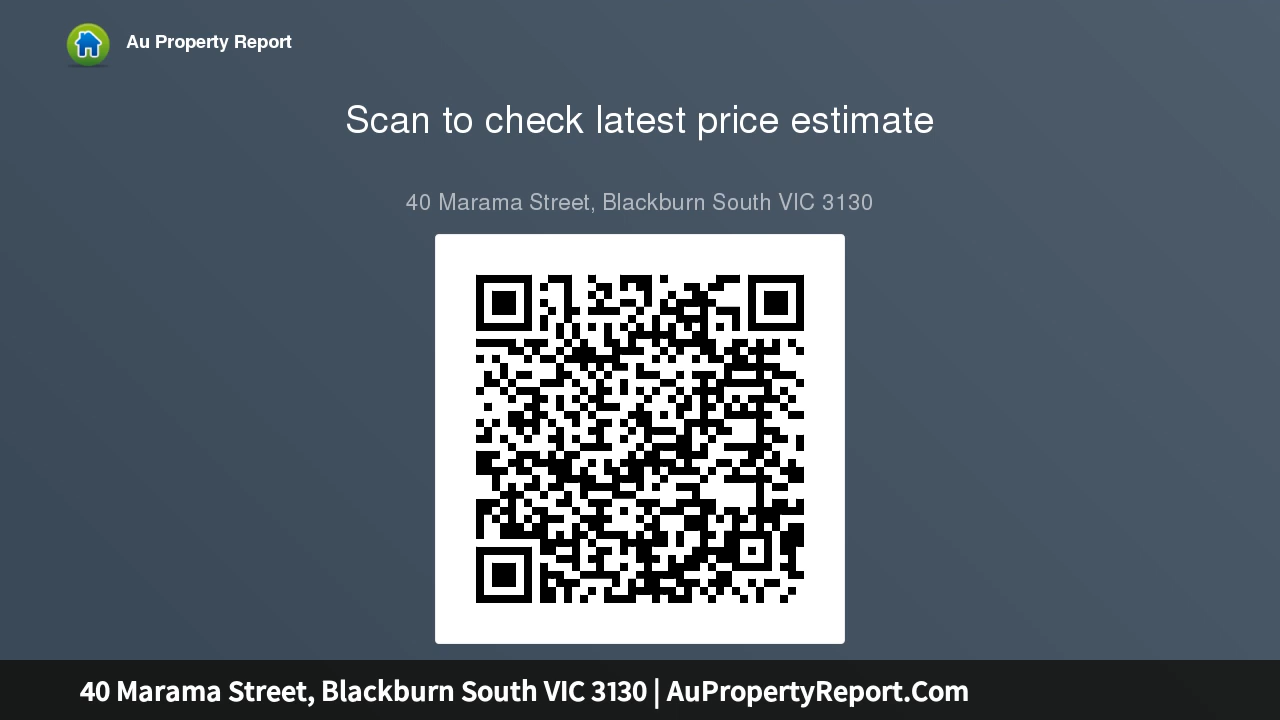 Au Property Report
Scan to check latest price estimate
40 Marama Street, Blackburn South VIC 3130
40 Marama Street, Blackburn South VIC 3130 | AuPropertyReport.Com